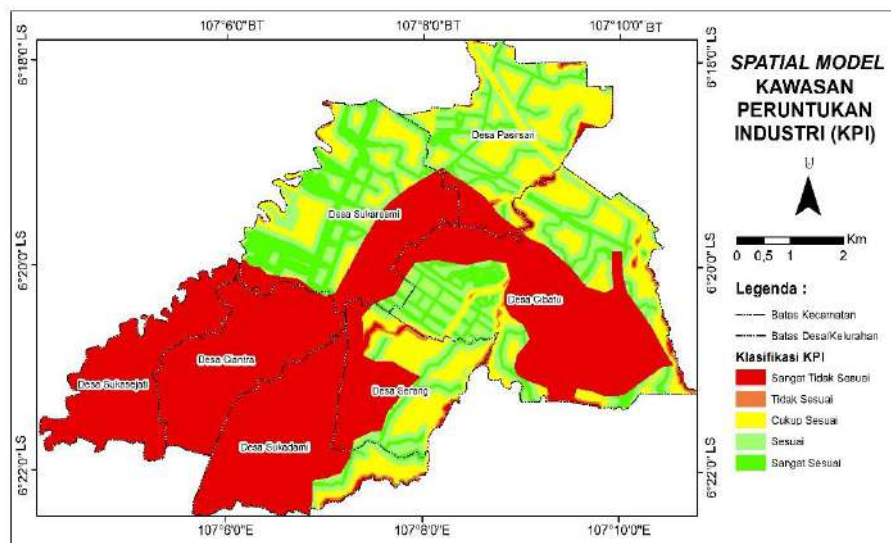 107°6'0"BT
107°8'0"BT
107°10'0"BT
6°18'0" LS
6°20'0" LS
6°22'0" LS
6°18'0" LS
6°20'0" LS
6°22'0" LS
107°6'0"E
107°8'0"E
107°10'0"E
Desa Pasirsari
Desa Sukaresmi
Desa Cibatu
Desa Ciantra
Desa Sukasejati
Desa Serang
Desa Sukadami
SPATIAL MODEL
KAWASAN
PERUNTUKAN
INDUSTRI (KPI)
U
Km
0 0,5 1 2
Legenda :
Batas Kecamatan
Batas Desa/Kelurahan
Klasifikasi KPI
Sangat Tidak Sesuai
Tidak Sesuai
Cukup Sesuai
Sesuai
Sangat Sesuai